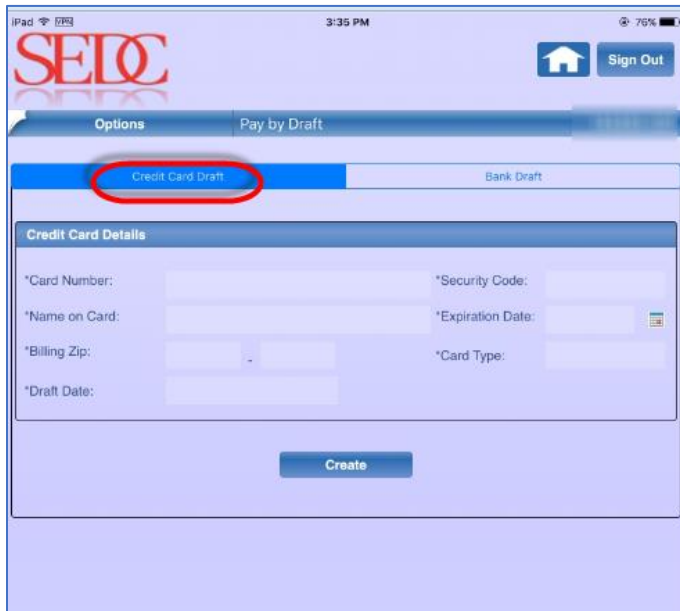 iPad VPN 3:35 PM 76%
SEDC
Sign Out
Options Pay by Draft
Credit Card Draft Bank Draft
Credit Card Details
*Card Number: *Security Code:
*Name on Card: *Expiration Date:
*Billing Zip: - *Card Type:
*Draft Date:
Create